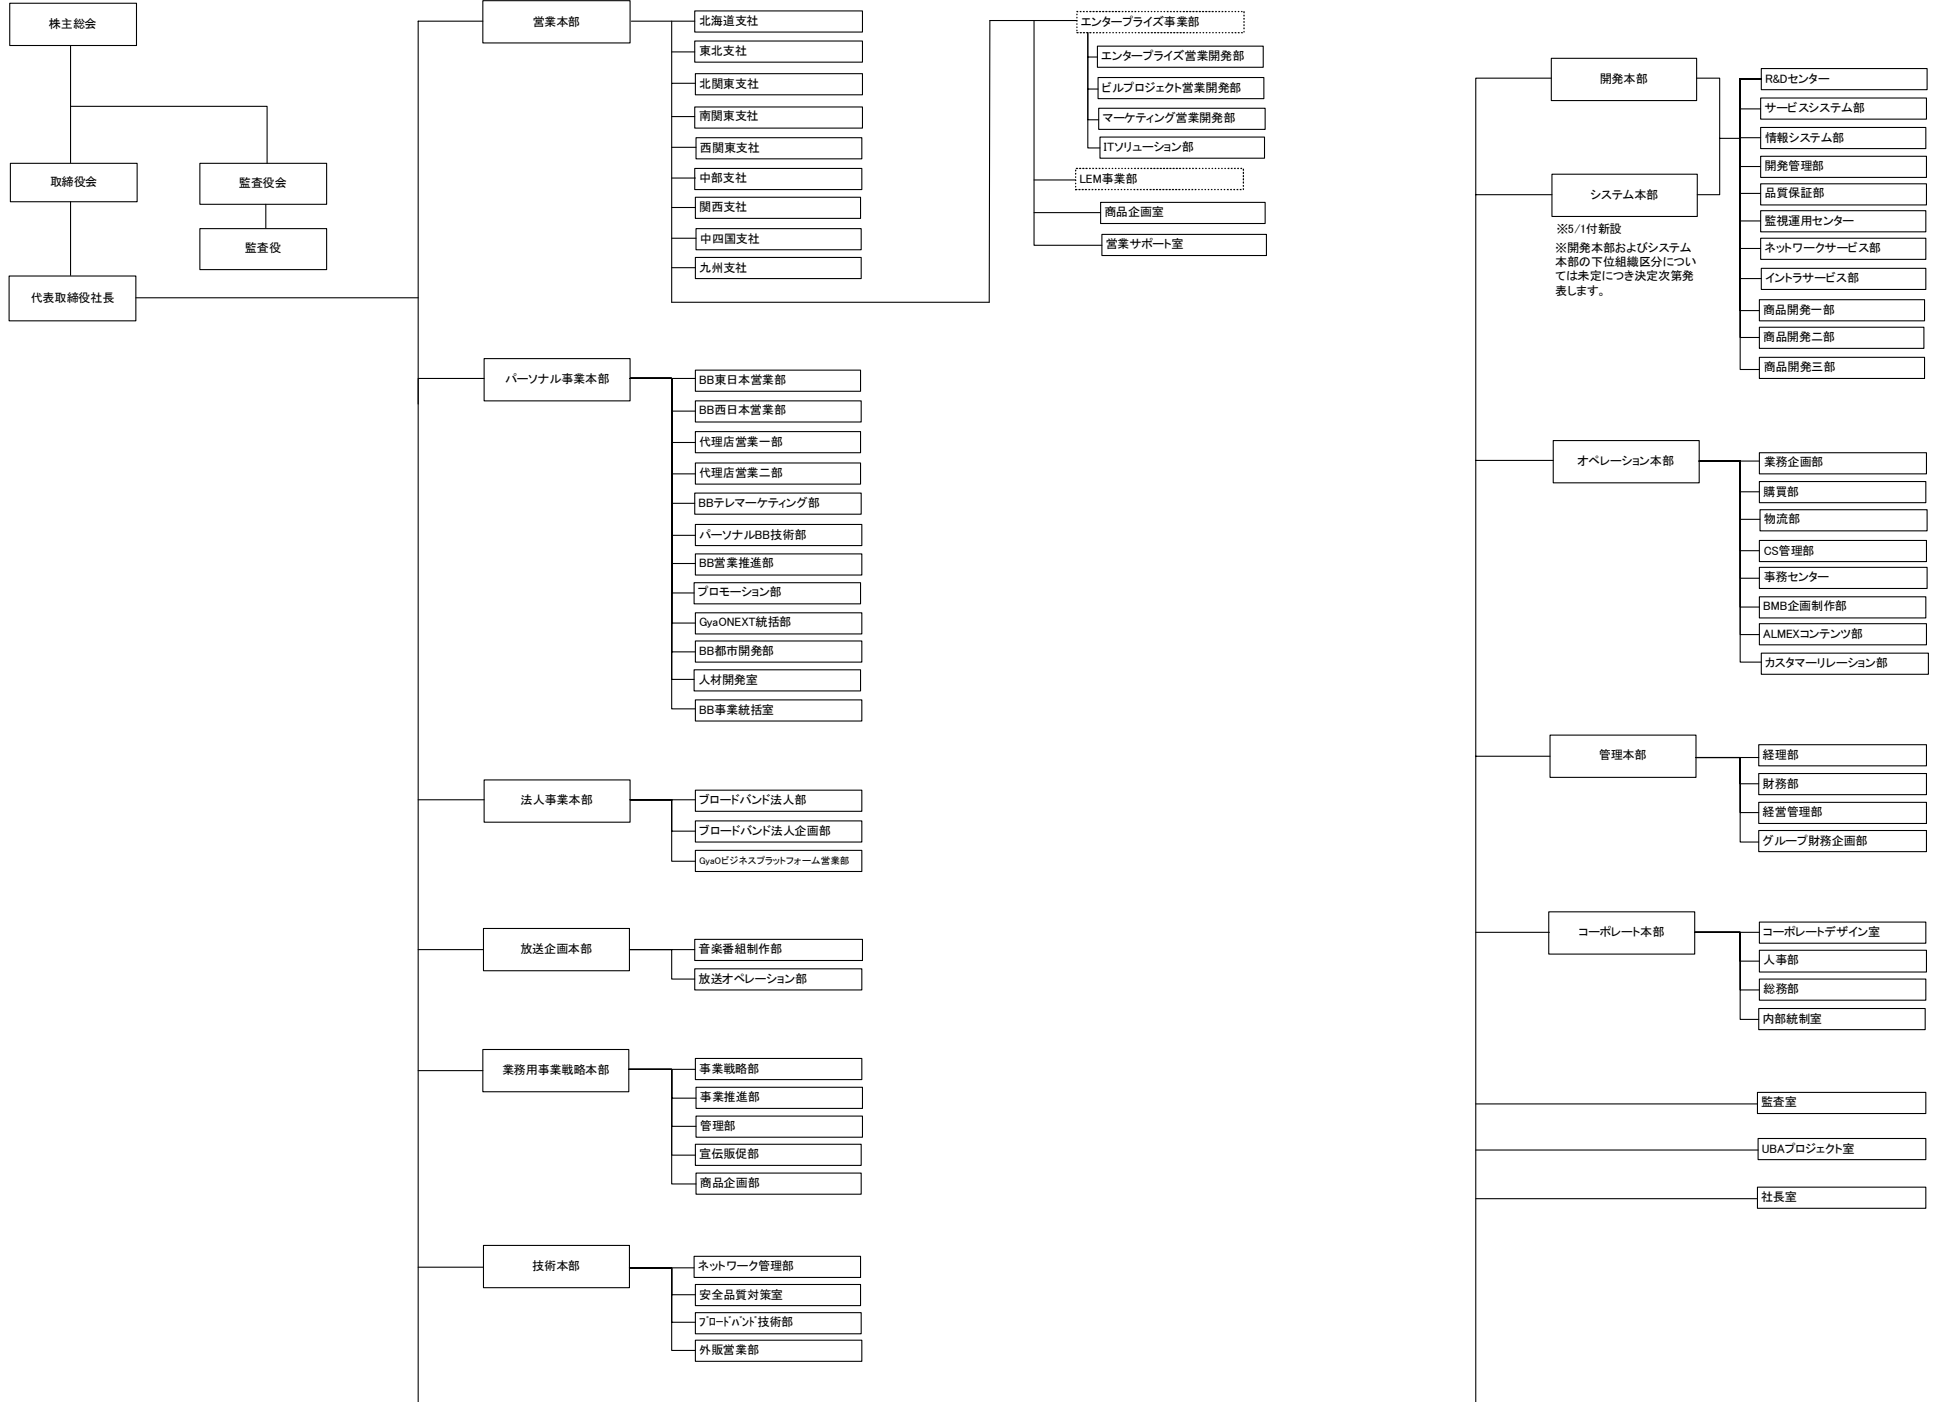 株主総会
取締役会
監査役会
監査役
代表取締役社長
営業本部
北海道支社
東北支社
北関東支社
南関東支社
西関東支社
中部支社
関西支社
中四国支社
九州支社
エンタープライズ事業部
エンタープライズ営業開発部
ビルプロジェクト営業開発部
マーケティング営業開発部
ITソリューション部
LEM事業部
商品企画室
営業サポート室
パーソナル事業本部
BB東日本営業部
BB西日本営業部
代理店営業一部
代理店営業二部
BBテレマーケティング部
パーソナルBB技術部
BB営業推進部
プロモーション部
GyaONEXT統括部
BB都市開発部
人材開発室
BB事業統括室
法人事業本部
ブロードバンド法人部
ブロードバンド法人企画部
GyaOビジネスプラットフォーム営業部
放送企画本部
音楽番組制作部
放送オペレーション部
業務用事業戦略本部
事業戦略部
事業推進部
管理部
宣伝販促部
商品企画部
技術本部
ネットワーク管理部
安全品質対策室
ﾌﾞﾛｰﾄﾞﾊﾞﾝﾄﾞ技術部
外販営業部
開発本部
システム本部
※5/1付新設
※開発本部およびシステム
本部の下位組織区分につい
ては未定につき決定次第発
表します。
R&Dセンター
サービスシステム部
情報システム部
開発管理部
品質保証部
監視運用センター
ネットワークサービス部
イントラサービス部
商品開発一部
商品開発二部
商品開発三部
オペレーション本部
業務企画部
購買部
物流部
CS管理部
事務センター
BMB企画制作部
ALMEXコンテンツ部
カスタマーリレーション部
管理本部
経理部
財務部
経営管理部
グループ財務企画部
コーポレート本部
コーポレートデザイン室
人事部
総務部
内部統制室
監査室
UBAプロジェクト室
社長室